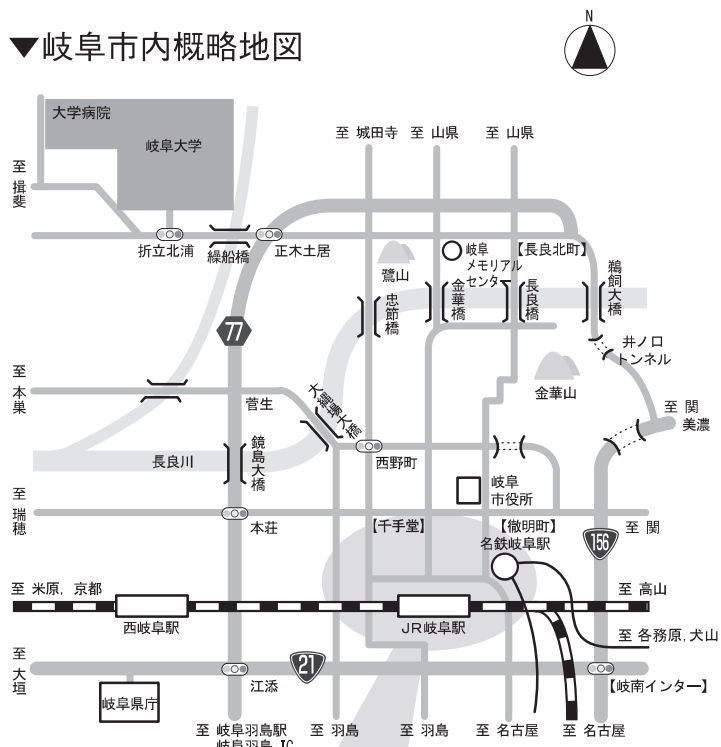 N
▼岐阜市内概略地図
大学病院
岐阜大学
至 揖斐
至 城田寺
至 山県
至 山県
折立北浦
繰船橋
正木土居
鷺山
岐阜
メモリアル
センター
【長良北町】
鵜飼大橋
忠節橋
金華橋
長良橋
77
井ノ口
トンネル
金華山
至 本巣
菅生
大縄場大橋
至 関
美濃
長良川
鏡島大橋
西野町
岐阜
市役所
至 瑞穂
本荘
【千手堂】
【徹明町】
名鉄岐阜駅
至 関
156
至 米原, 京都
至 高山
西岐阜駅
JR岐阜駅
至 各務原, 犬山
至 大垣
21
江添
岐阜県庁
【岐南インター】
至 岐阜羽島駅
岐阜羽島 IC
至 羽島
至 羽島
至 名古屋
至 名古屋